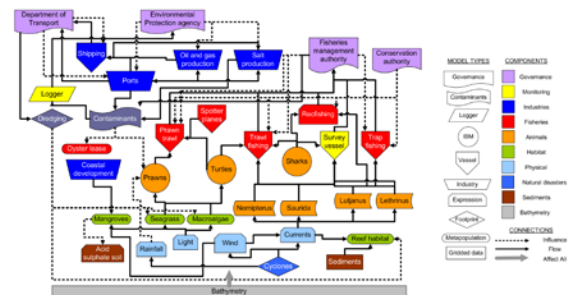 Department of
Transport
Environmental
Protection agency
Fisheries
management
authority
Conservation
authority
Shipping
Oil and gas
production
Salt
production
Ports
Logger
Dredging
Contaminants
Spotter
planes
Recfishing
Oyster lease
Prawn
trawl
Trawl
fishing
Survey
vessel
Trap
fishing
Coastal
development
Prawns
Turtles
Sharks
Nemipterus
Saurida
Lutjanus
Lethrinus
Mangroves
Seagrass
Macroalgae
Acid
sulphate soil
Rainfall
Light
Wind
Currents
Reef habitat
Cyclones
Sediments
Bathymetry
MODEL TYPES
Governance
Contaminants
Logger
IBM
Vessel
Industry
Expression
Footprint
Metapopulation
Gridded data
COMPONENTS
Governance
Monitoring
Industries
Fisheries
Animals
Habitat
Physical
Natural disasters
Sediments
Bathymetry
CONNECTIONS
Influence
Flow
Affect All